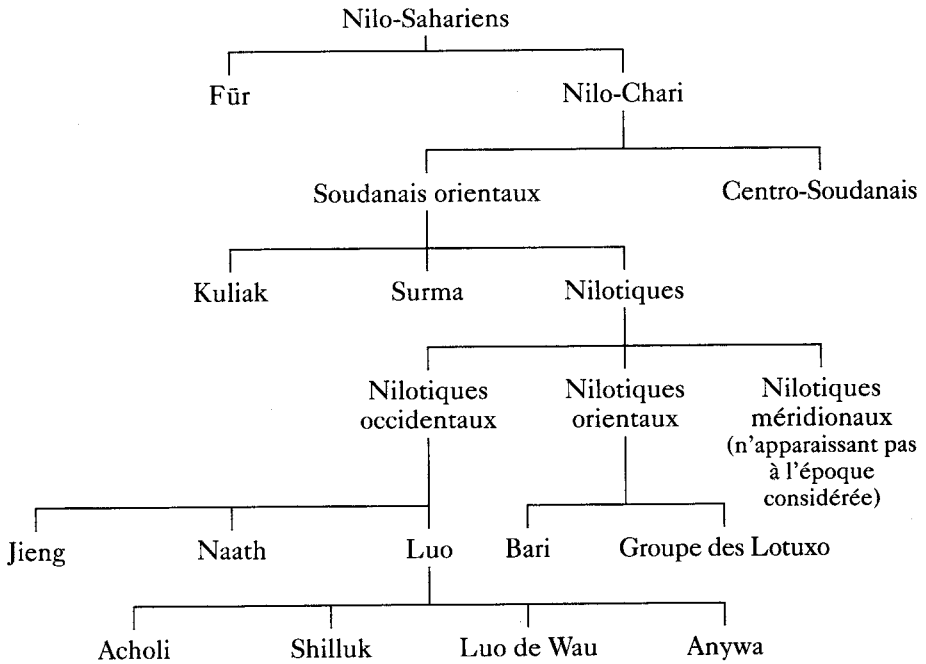 Nilo-Sahariens
Fūr
Nilo-Chari
Soudanais orientaux
Centro-Soudanais
Kuliak
Surma
Nilotiques
Nilotiques
occidentaux
Nilotiques
orientaux
Nilotiques
méridionaux
(n'apparaissant pas
à l'époque
considérée)
Jieng
Naath
Luo
Bari
Groupe des Lotuxo
Acholi
Shilluk
Luo de Wau
Anywa